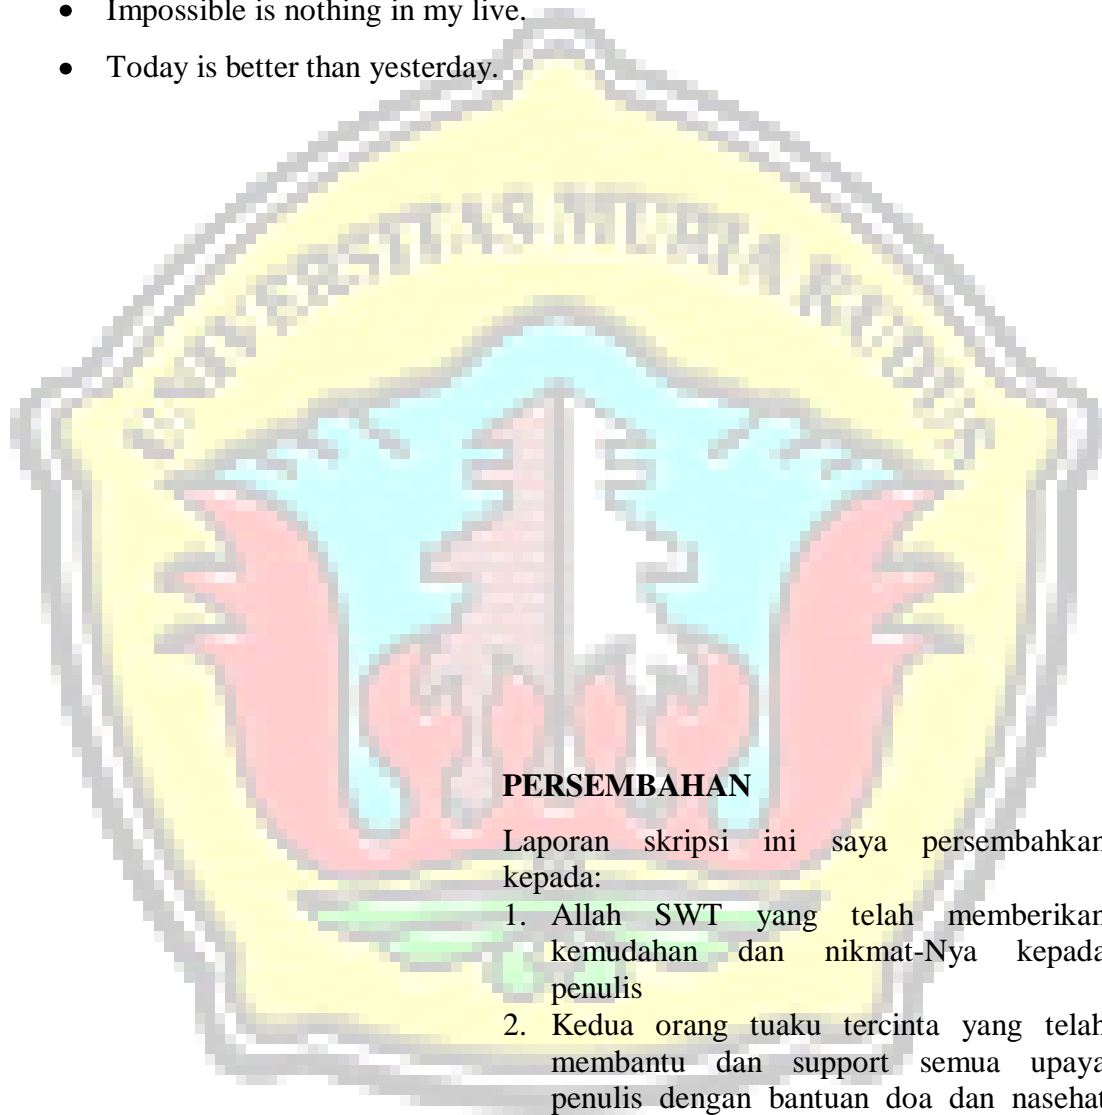 • Impossible is nothing in my live.
• Today is better than yesterday.
UNIVERSITAS MURIA KUDUS
PERSEMBAHAN
Laporan skripsi ini saya persembahkan
kepada:
1. Allah SWT yang telah memberikan
kemudahan dan nikmat-Nya kepada
penulis
2. Kedua orang tuaku tercinta yang telah
membantu dan support semua upaya
penulis dengan bantuan doa dan nasehat